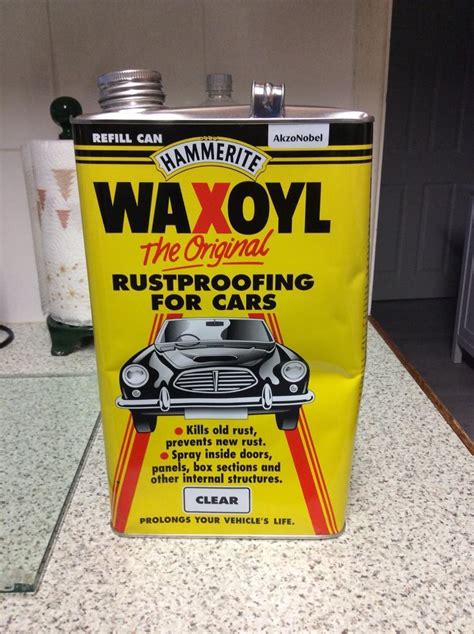 REFILL CAN
AkzoNobel
HAMMERITE
WAXOYL
The Original
RUSTPROOFING
FOR CARS
• Kills old rust,
prevents new rust.
• Spray inside doors,
panels, box sections and
other internal structures.
CLEAR
PROLONGS YOUR VEHICLE'S LIFE.